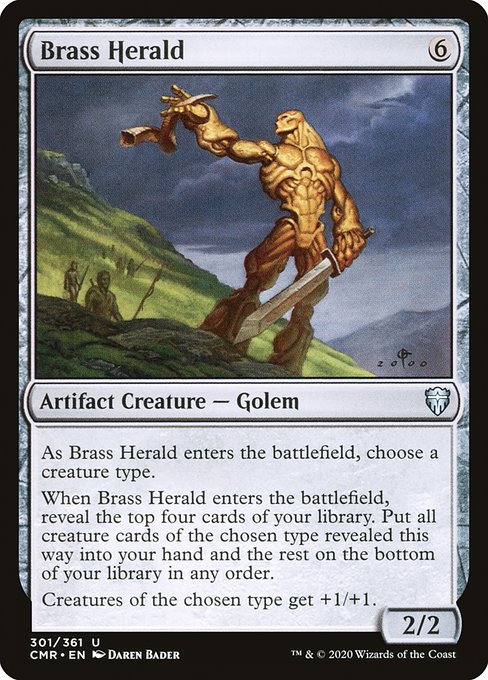 Brass Herald 6
2000
Artifact Creature — Golem
As Brass Herald enters the battlefield, choose a
creature type.
When Brass Herald enters the battlefield,
reveal the top four cards of your library. Put all
creature cards of the chosen type revealed this
way into your hand and the rest on the bottom
of your library in any order.
Creatures of the chosen type get +1/+1.
2/2
301/361 U
CMR • EN Daren Bader
™ & © 2020 Wizards of the Coast